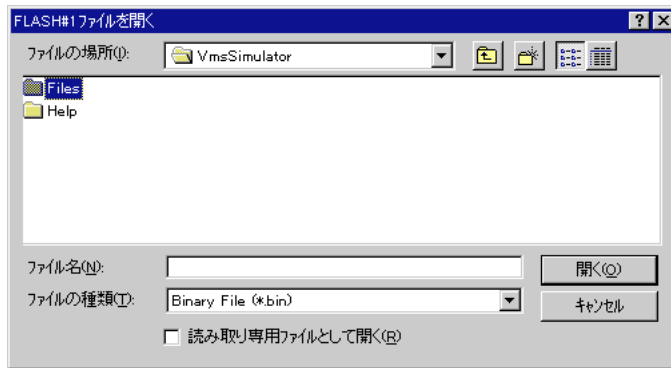 FLASH#1ファイルを開く
ファイルの場所(I): VmsSimulator
Files
Help
ファイル名(N): 開く(O)
ファイルの種類(T): Binary File (*.bin) キャンセル
読み取り専用ファイルとして開く(R)